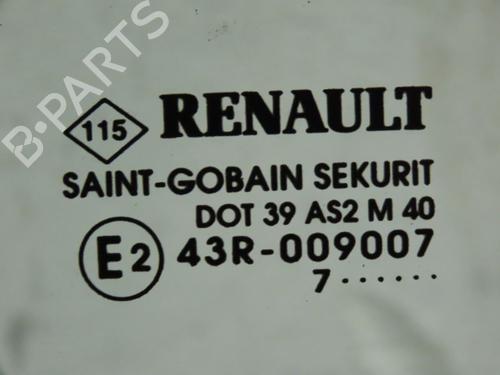 B-PARTS
115 RENAULT
SAINT-GOBAIN SEKURIT
DOT 39 AS2 M 40
E2 43R-009007
7······